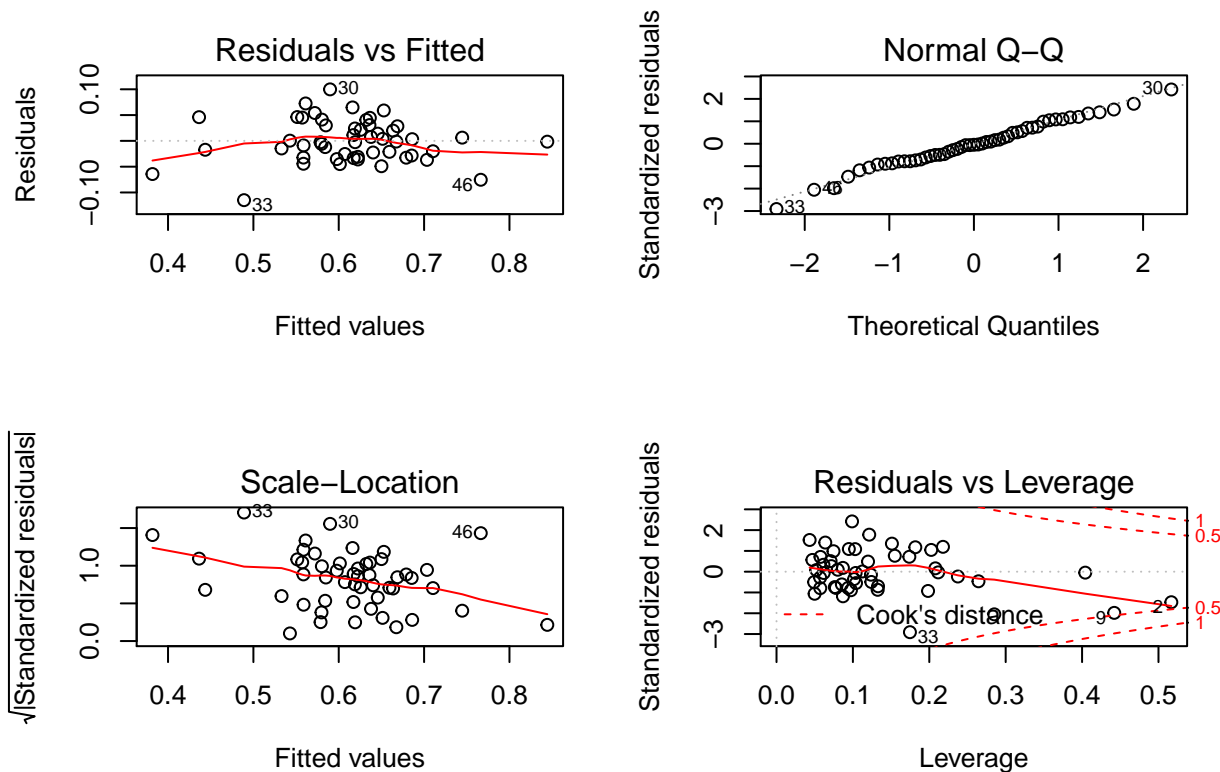 Residuals vs Fitted
Residuals
0.10
−0.10
30
33
46
0.4 0.5 0.6 0.7 0.8
Fitted values
Normal Q−Q
Standardized residuals
2
0
−3
30
46
33
−2 −1 0 1 2
Theoretical Quantiles
Scale−Location
√|Standardized residuals|
1.0
0.0
33
30
46
0.4 0.5 0.6 0.7 0.8
Fitted values
Residuals vs Leverage
Standardized residuals
2
0
−3
1
0.5
0.5
1
2
9
33
Cook's distance
0.0 0.1 0.2 0.3 0.4 0.5
Leverage